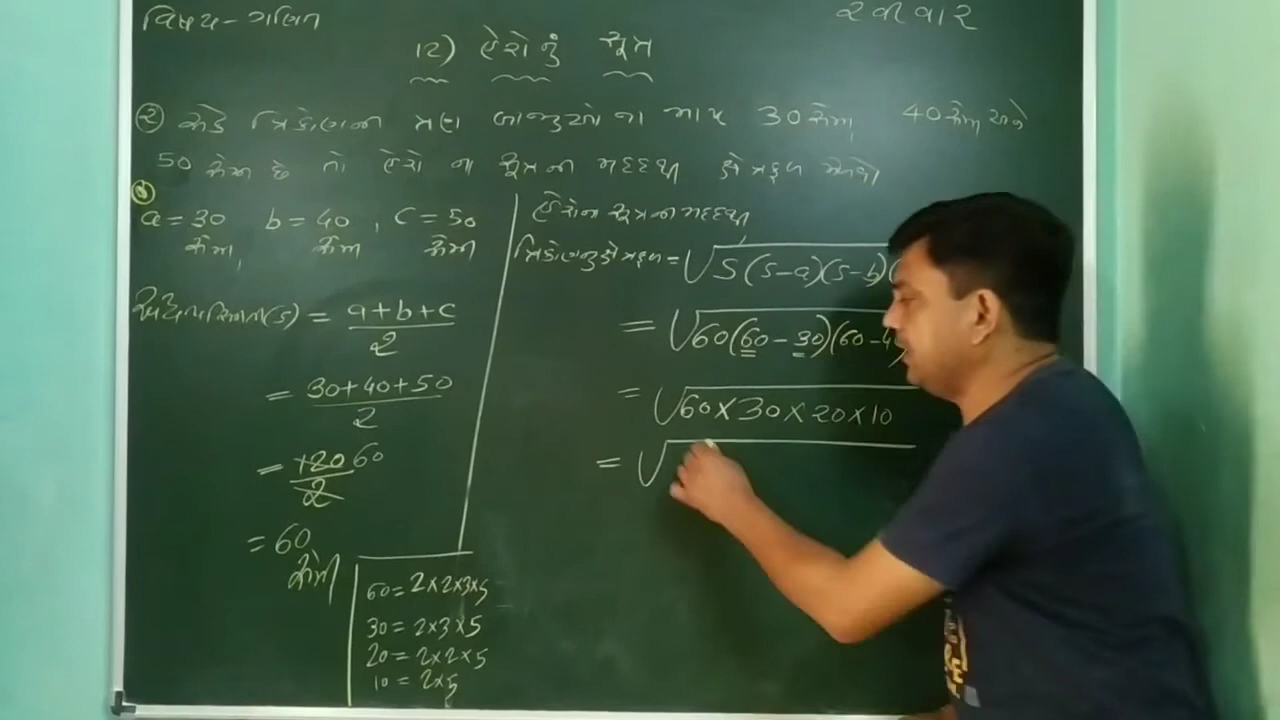 વિષય - ગણિત
રવીવાર
12) હેરોનું સૂત્ર
૨ કોઈ ત્રિકોણની ત્રણ બાજુઓના માપ 30 સેમી, 40 સેમી અને
50 સેમી છે તો હેરોના સૂત્રની મદદથી ક્ષેત્રફળ
a = 30 સેમી, b = 40 સેમી, C = 50 સેમી
અર્ધપરિમિતિ(s) = a+b+c / 2
= 30+40+50 / 2
= 120 / 2 60
= 60 સેમી
60 = 2×2×3×5
30 = 2×3×5
20 = 2×2×5
10 = 2×5
હેરોના સૂત્રની મદદથી,
ત્રિકોણનું ક્ષેત્રફળ = √S(s-a)(s-b)(
= √60(60-30)(60-4
= √60×30×20×10
= √